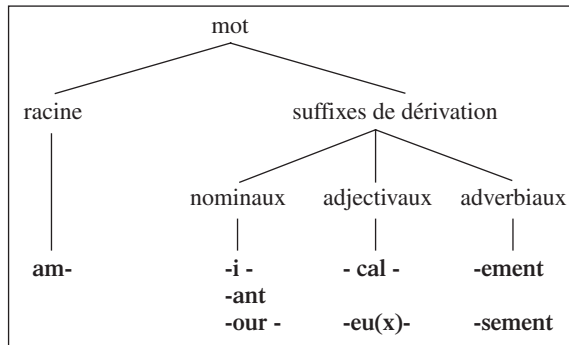 mot
racine suffixes de dérivation
nominaux adjectivaux adverbiaux
am- -i - - cal - -ement
-ant
-our - -eu(x)- -sement